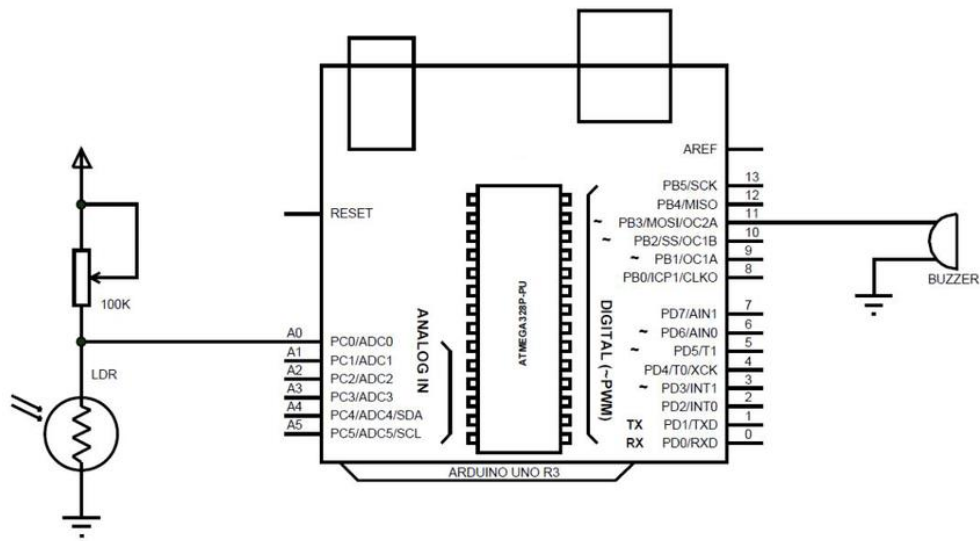 AREF
RESET
PB5/SCK 13
PB4/MISO 12
~ PB3/MOSI/OC2A 11
~ PB2/SS/OC1B 10
~ PB1/OC1A 9
PB0/ICP1/CLKO 8
BUZZER
100K
ATMEGA328P-PU
ANALOG IN
DIGITAL (~PWM)
PD7/AIN1 7
~ PD6/AIN0 6
~ PD5/T1 5
PD4/T0/XCK 4
~ PD3/INT1 3
PD2/INT0 2
TX PD1/TXD 1
RX PD0/RXD 0
A0 PC0/ADC0
A1 PC1/ADC1
A2 PC2/ADC2
A3 PC3/ADC3
A4 PC4/ADC4/SDA
A5 PC5/ADC5/SCL
LDR
ARDUINO UNO R3